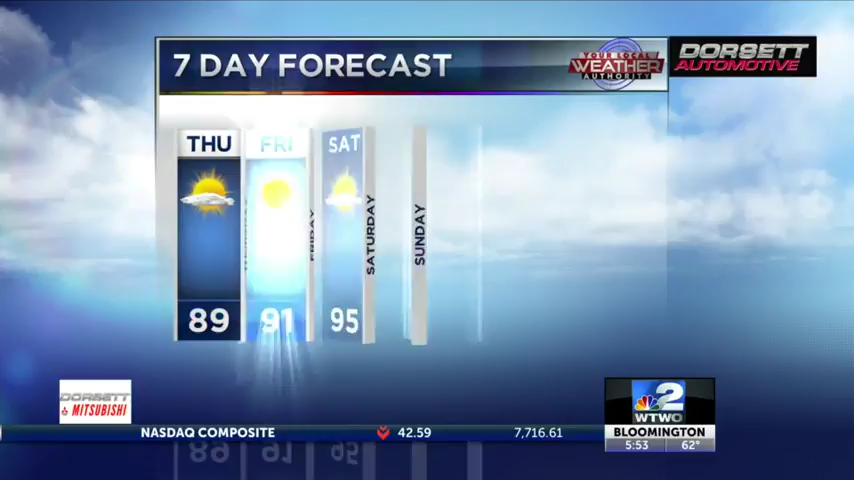 7 DAY FORECAST
YOUR LOCAL
WEATHER
AUTHORITY
DORSETT
AUTOMOTIVE
THU
FRI
SAT
FRIDAY
SATURDAY
SUNDAY
89
91
95
DORSETT
MITSUBISHI
2
WTWO
BLOOMINGTON
5:53 62°
NASDAQ COMPOSITE 42.59 7,716.61